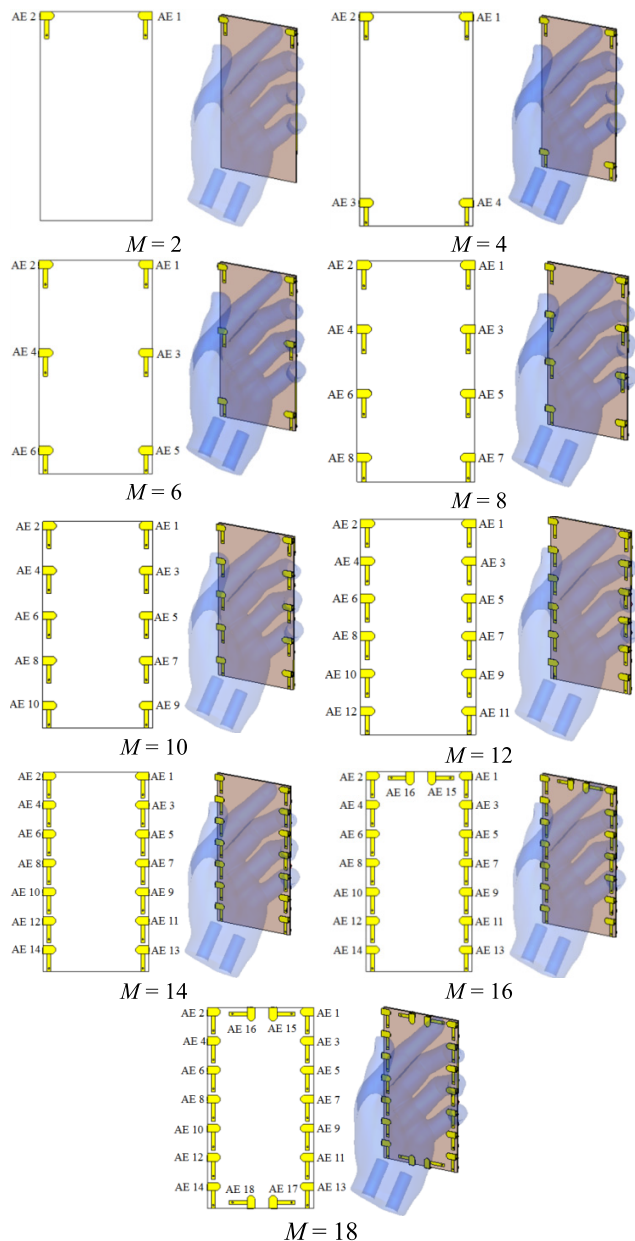 AE 2 AE 1 AE 2 AE 1
AE 3 AE 4
M = 2 M = 4
AE 2 AE 1 AE 2 AE 1
AE 4 AE 3
AE 4 AE 3
AE 6 AE 5
AE 6 AE 5 AE 8 AE 7
M = 6 M = 8
AE 2 AE 1 AE 2 AE 1
AE 4 AE 3 AE 4 AE 3
AE 6 AE 5 AE 6 AE 5
AE 8 AE 7 AE 8 AE 7
AE 10 AE 9 AE 10 AE 9
AE 12 AE 11
M = 10 M = 12
AE 2 AE 1 AE 2 AE 1
AE 16 AE 15
AE 4 AE 3 AE 4 AE 3
AE 6 AE 5 AE 6 AE 5
AE 8 AE 7 AE 8 AE 7
AE 10 AE 9 AE 10 AE 9
AE 12 AE 11 AE 12 AE 11
AE 14 AE 13 AE 14 AE 13
M = 14 M = 16
AE 2 AE 1
AE 16 AE 15
AE 4 AE 3
AE 6 AE 5
AE 8 AE 7
AE 10 AE 9
AE 12 AE 11
AE 14 AE 18 AE 17 AE 13
M = 18